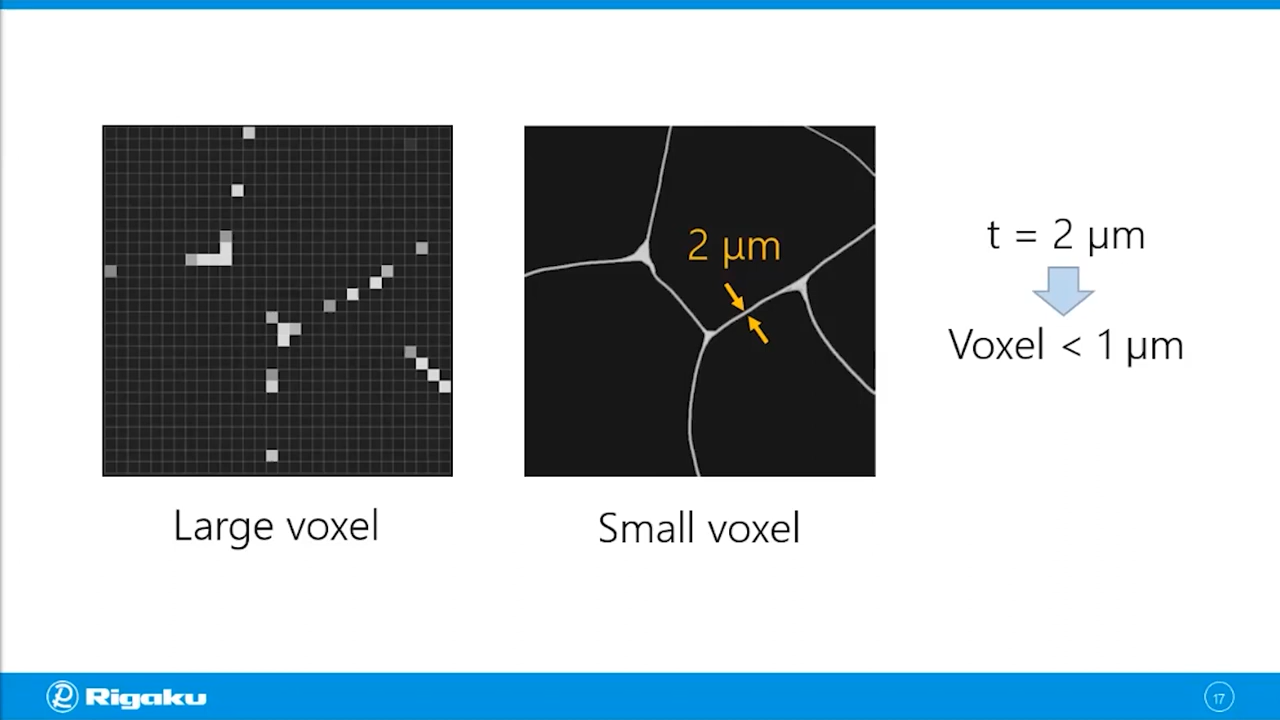 2 µm
t = 2 µm
Voxel < 1 µm
Large voxel
Small voxel
Rigaku
17